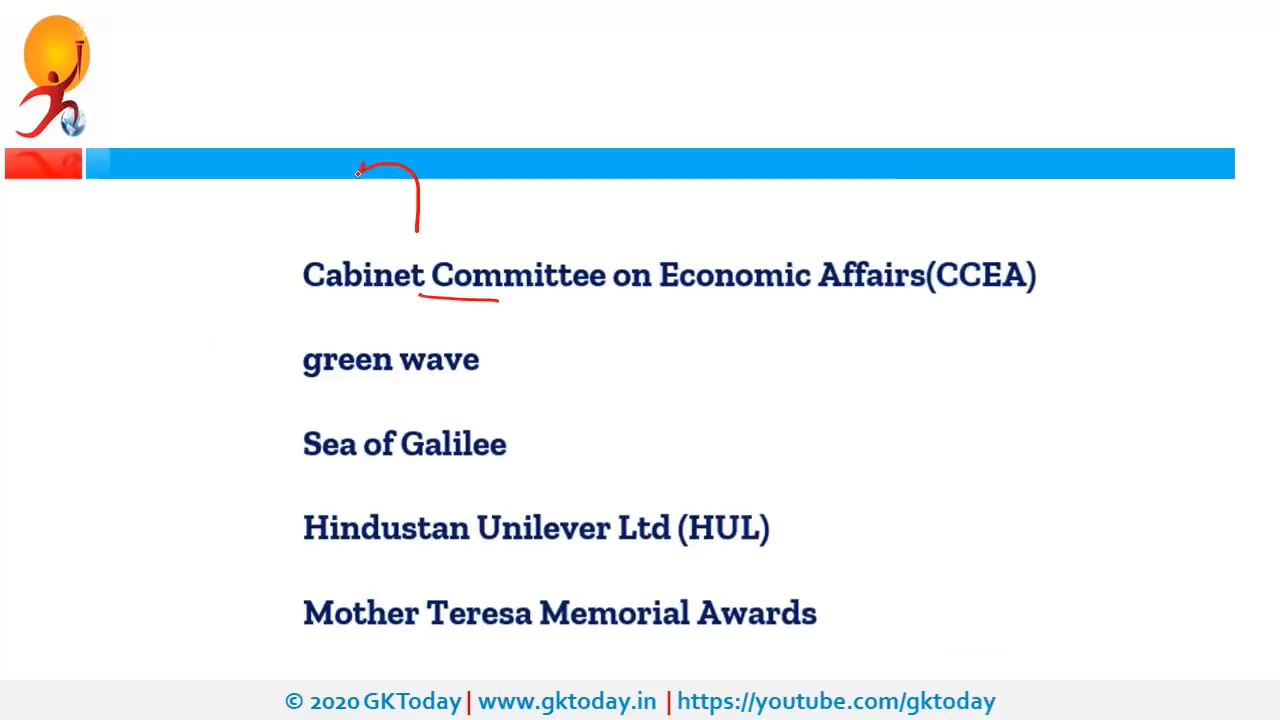 Cabinet Committee on Economic Affairs(CCEA)
green wave
Sea of Galilee
Hindustan Unilever Ltd (HUL)
Mother Teresa Memorial Awards
© 2020 GKToday | www.gktoday.in | https://youtube.com/gktoday